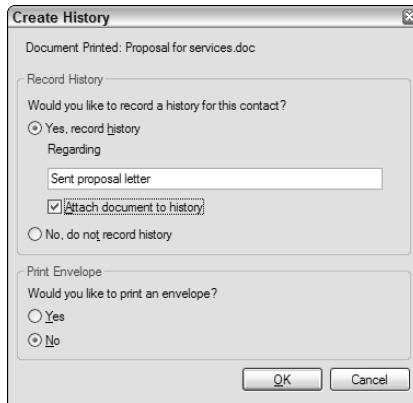 Create History
Document Printed: Proposal for services.doc
Record History
Would you like to record a history for this contact?
Yes, record history
Regarding
Sent proposal letter
Attach document to history
No, do not record history
Print Envelope
Would you like to print an envelope?
Yes
No
OK Cancel